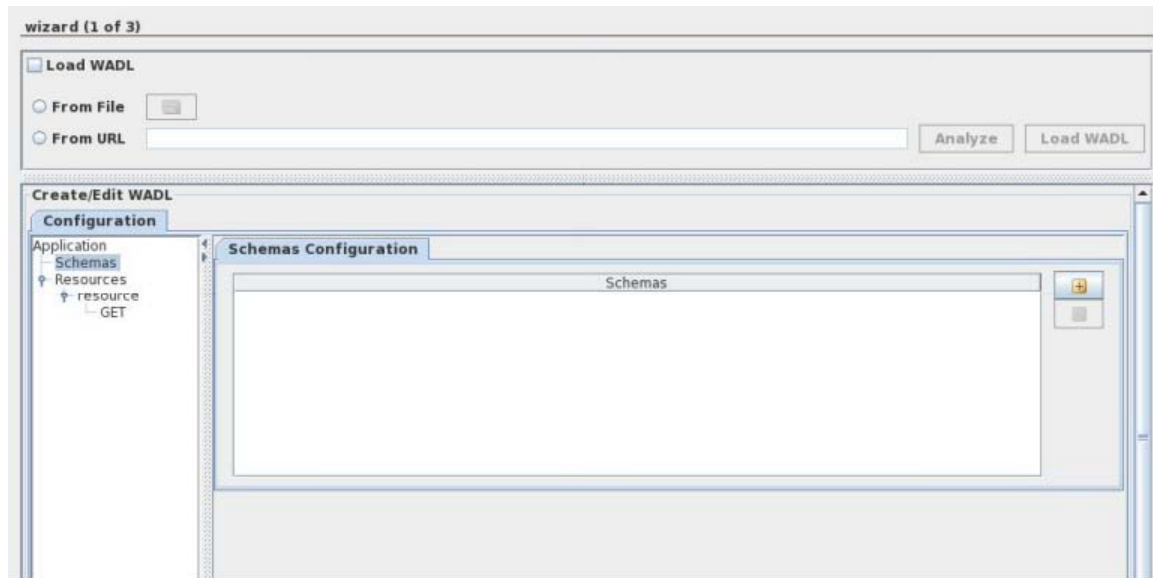 wizard (1 of 3)
Load WADL
From File
From URL Analyze Load WADL
Create/Edit WADL
Configuration
Application
Schemas
Resources
resource
GET
Schemas Configuration
Schemas